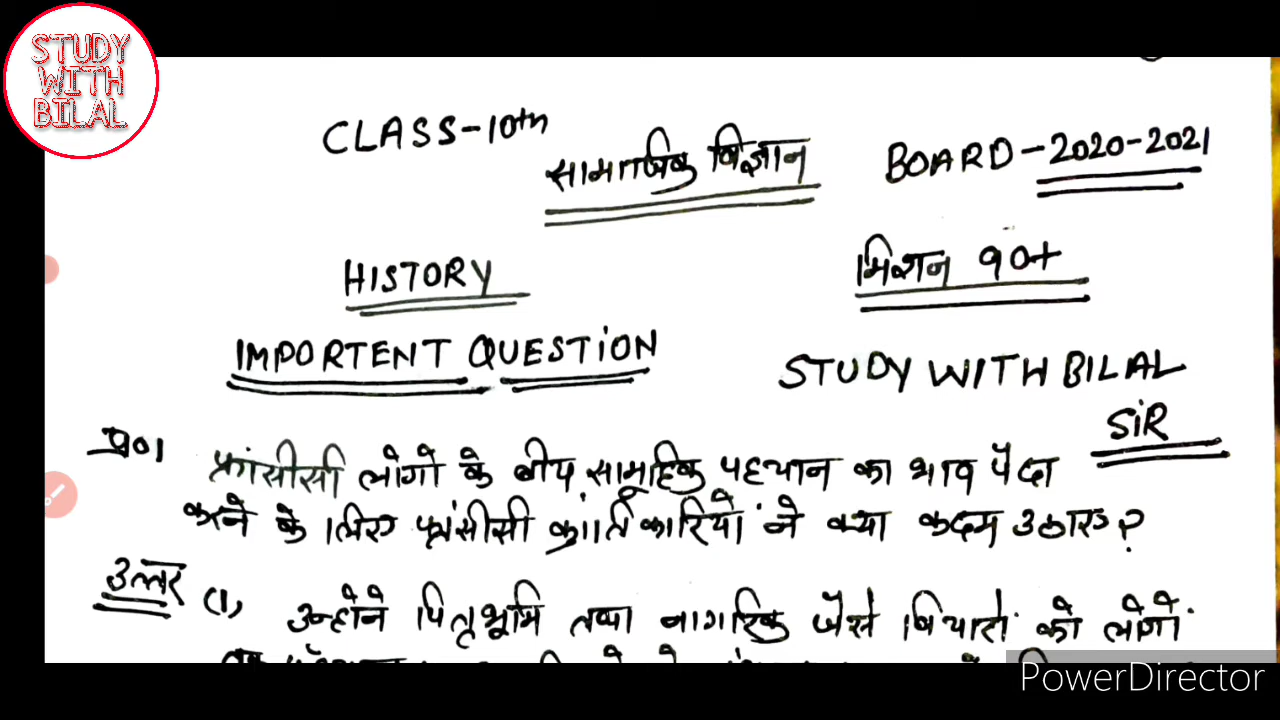 STUDY
WITH
BILAL
CLASS-10th
सामाजिक विज्ञान
BOARD-2020-2021
HISTORY
मिशन 90+
IMPORTENT QUESTION
STUDY WITH BILAL
SIR
प्र०1 फ्रांसीसी लोगो के बीच सामूहिक पहचान का भाव पैदा
करने के लिए फ्रांसीसी क्रांतिकारियों ने क्या कदम उठाए?
उत्तर (1) उन्होने पितृभूमि तथा नागरिक जैसे विचारों को लोगो
PowerDirector